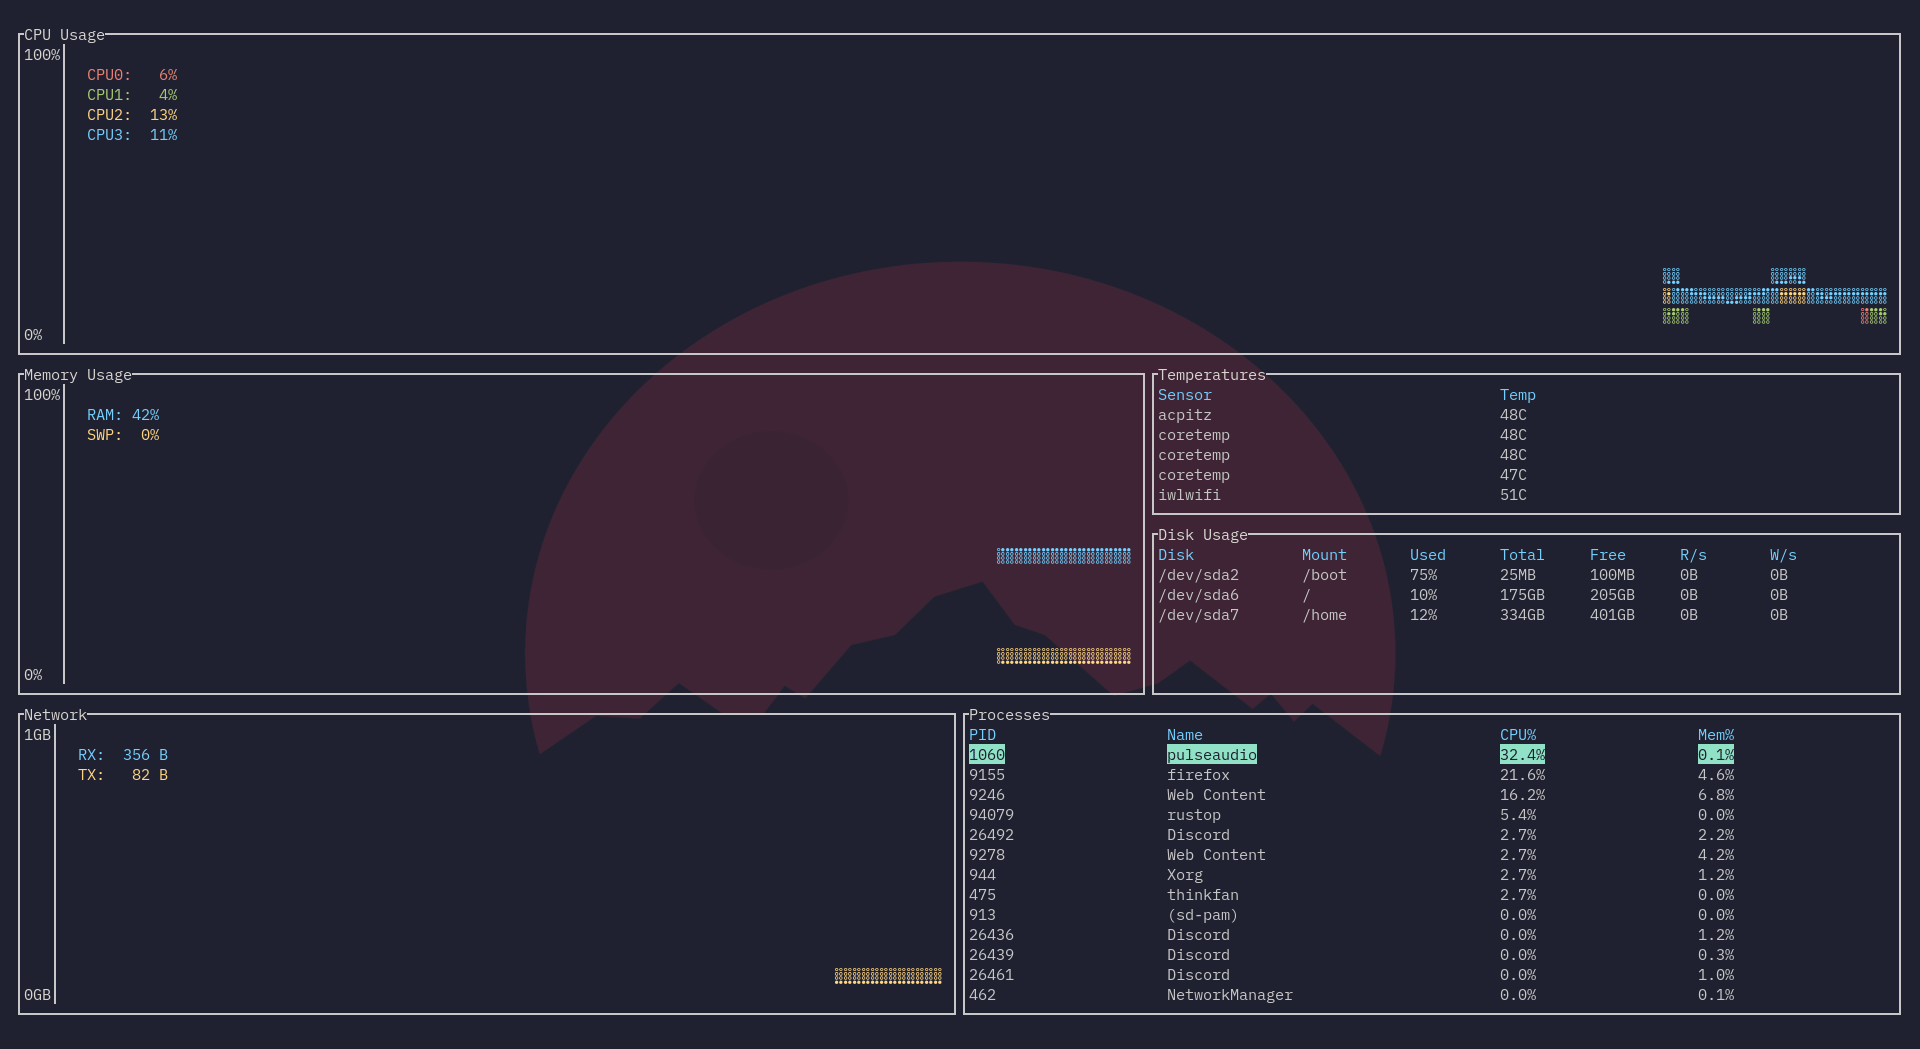 CPU Usage
100%
CPU0:   6%
CPU1:   4%
CPU2:  13%
CPU3:  11%
0%
Memory Usage
100%
RAM: 42%
SWP:  0%
0%
Temperatures
Sensor Temp
acpitz 48C
coretemp 48C
coretemp 48C
coretemp 47C
iwlwifi 51C
Disk Usage
Disk Mount Used Total Free R/s W/s
/dev/sda2 /boot 75% 25MB 100MB 0B 0B
/dev/sda6 / 10% 175GB 205GB 0B 0B
/dev/sda7 /home 12% 334GB 401GB 0B 0B
Network
1GB
RX:  356 B
TX:   82 B
0GB
Processes
PID Name CPU% Mem%
1060 pulseaudio 32.4% 0.1%
9155 firefox 21.6% 4.6%
9246 Web Content 16.2% 6.8%
94079 rustop 5.4% 0.0%
26492 Discord 2.7% 2.2%
9278 Web Content 2.7% 4.2%
944 Xorg 2.7% 1.2%
475 thinkfan 2.7% 0.0%
913 (sd-pam) 0.0% 0.0%
26436 Discord 0.0% 1.2%
26439 Discord 0.0% 0.3%
26461 Discord 0.0% 1.0%
462 NetworkManager 0.0% 0.1%